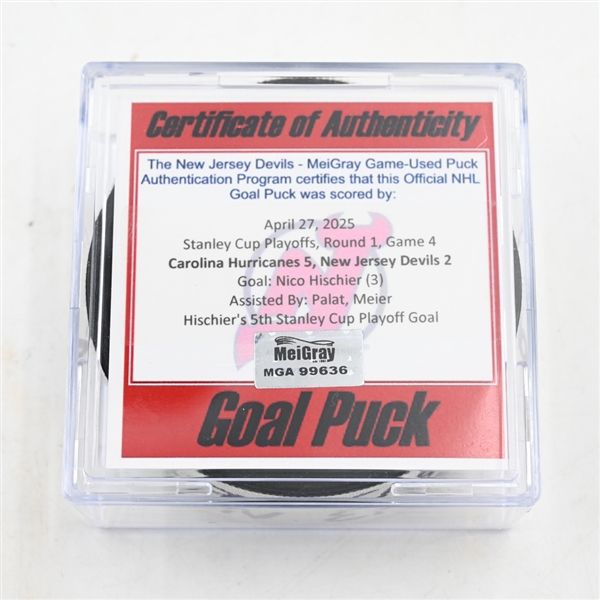 Certificate of Authenticity
The New Jersey Devils - MeiGray Game-Used Puck
Authentication Program certifies that this Official NHL
Goal Puck was scored by:
April 27, 2025
Stanley Cup Playoffs, Round 1, Game 4
Carolina Hurricanes 5, New Jersey Devils 2
Goal: Nico Hischier (3)
Assisted By: Palat, Meier
Hischier's 5th Stanley Cup Playoff Goal
MeiGray
MGA 99636
Goal Puck